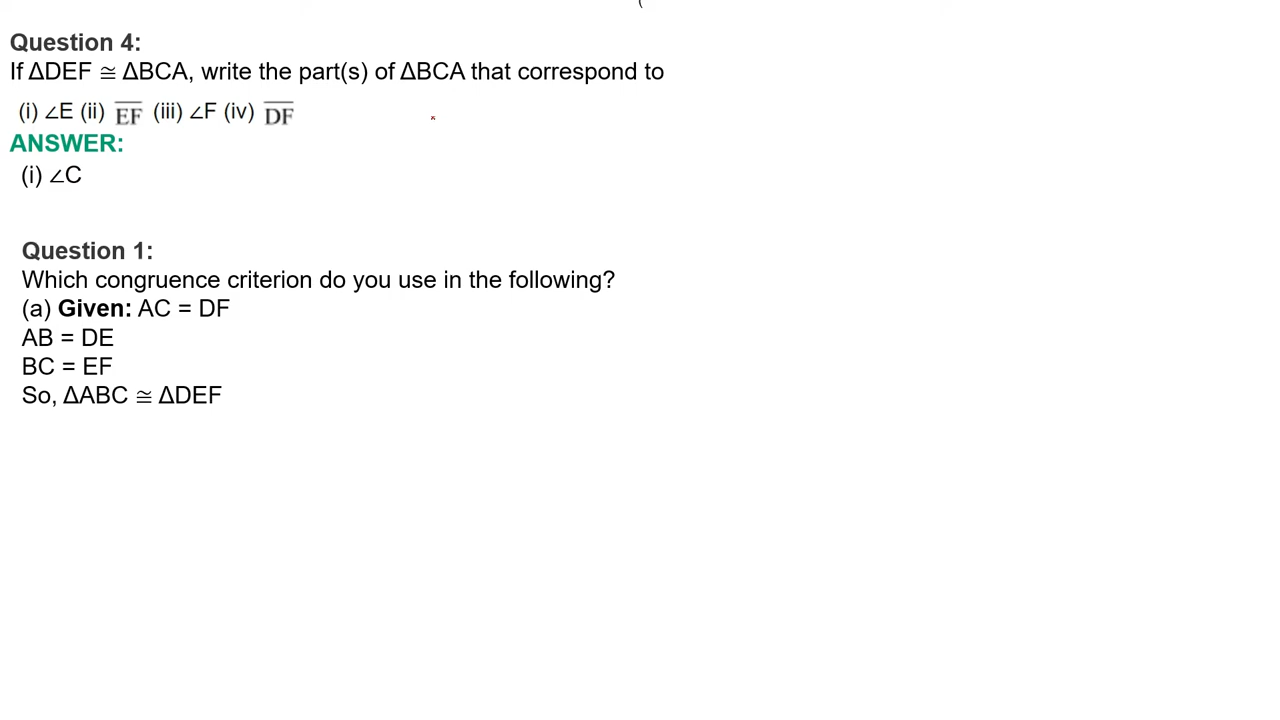 Question 4:
If ΔDEF ≅ ΔBCA, write the part(s) of ΔBCA that correspond to
(i) ∠E (ii) E͞F͞ (iii) ∠F (iv) D͞F͞
ANSWER:
(i) ∠C
Question 1:
Which congruence criterion do you use in the following?
(a) Given: AC = DF
AB = DE
BC = EF
So, ΔABC ≅ ΔDEF